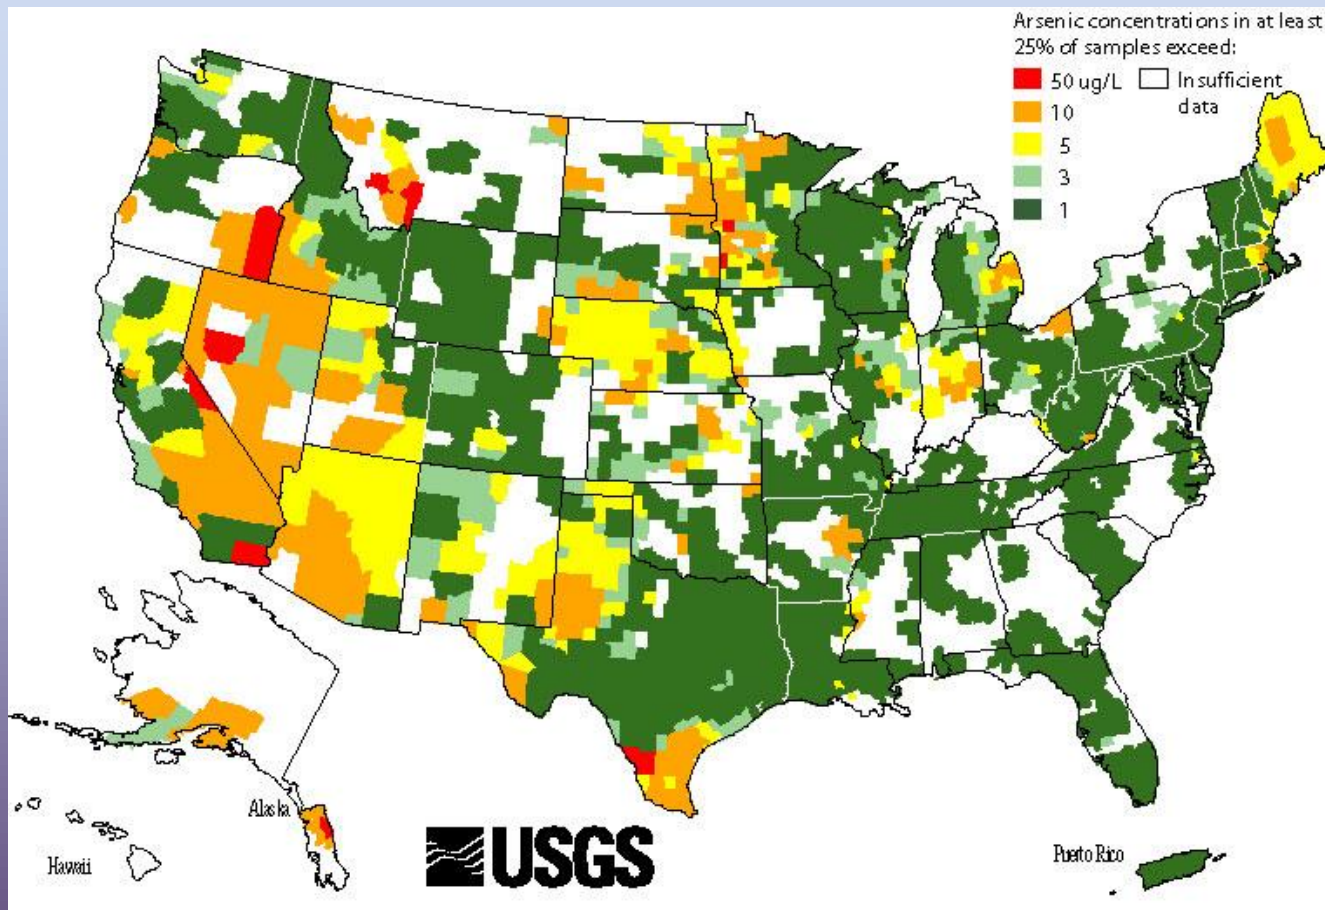 Arsenic concentrations in at least
25% of samples exceed:
50 ug/L
Insufficient
data
10
5
3
1
Alaska
Hawaii
USGS
Puerto Rico